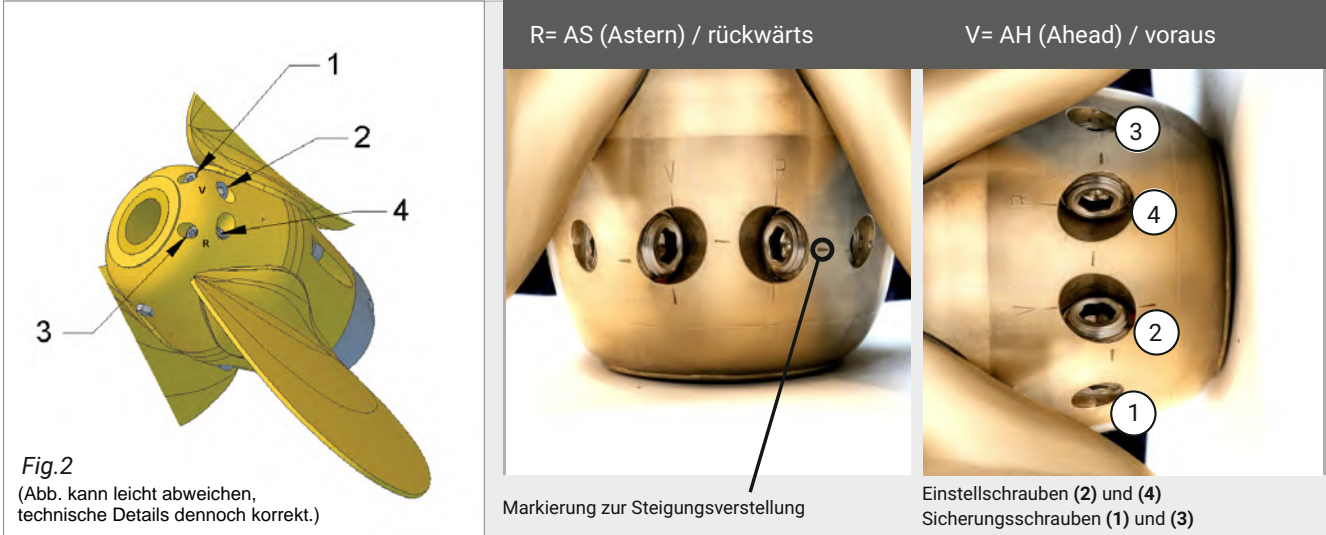 1
2
V
4
3
R
Fig.2
(Abb. kann leicht abweichen,
technische Details dennoch korrekt.)
R= AS (Astern) / rückwärts
V
R
Markierung zur Steigungsverstellung
V= AH (Ahead) / voraus
3
R
4
V
2
1
Einstellschrauben (2) und (4)
Sicherungsschrauben (1) und (3)